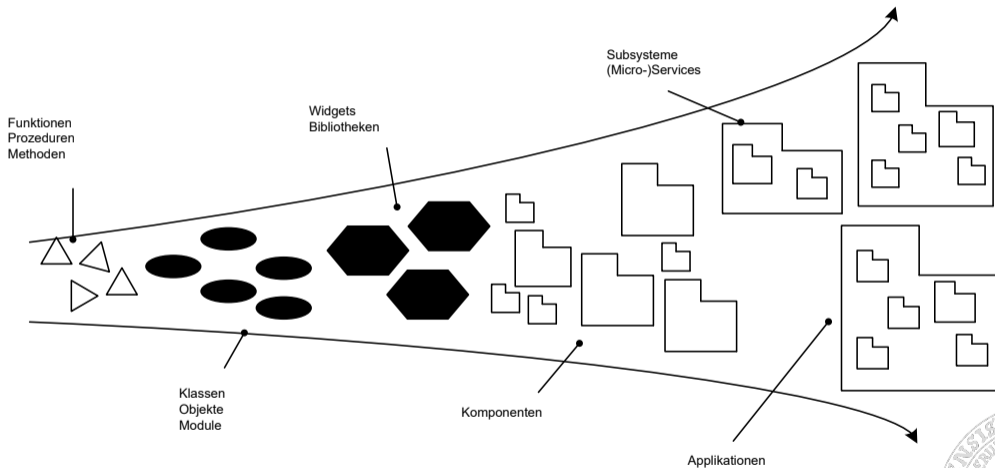 Funktionen
Prozeduren
Methoden
Klassen
Objekte
Module
Widgets
Bibliotheken
Komponenten
Subsysteme
(Micro-)Services
Applikationen